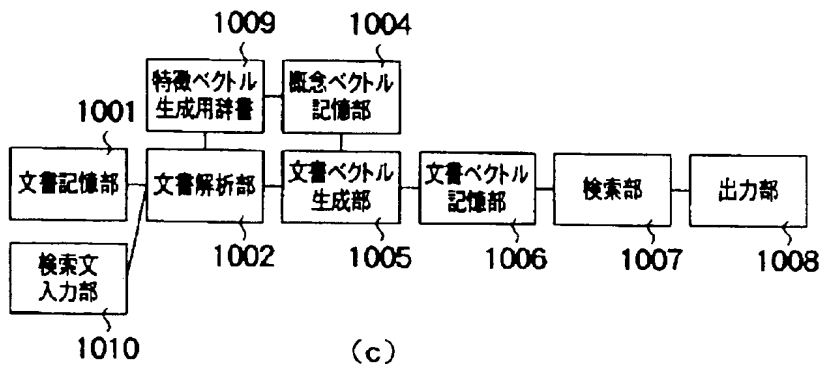 1009
1004
特徴ベクトル
生成用辞書
概念ベクトル
記憶部
1001
文書記憶部
文書解析部
文書ベクトル
生成部
文書ベクトル
記憶部
検索部
出力部
1002
1005
1006
1007
1008
検索文
入力部
1010
(c)